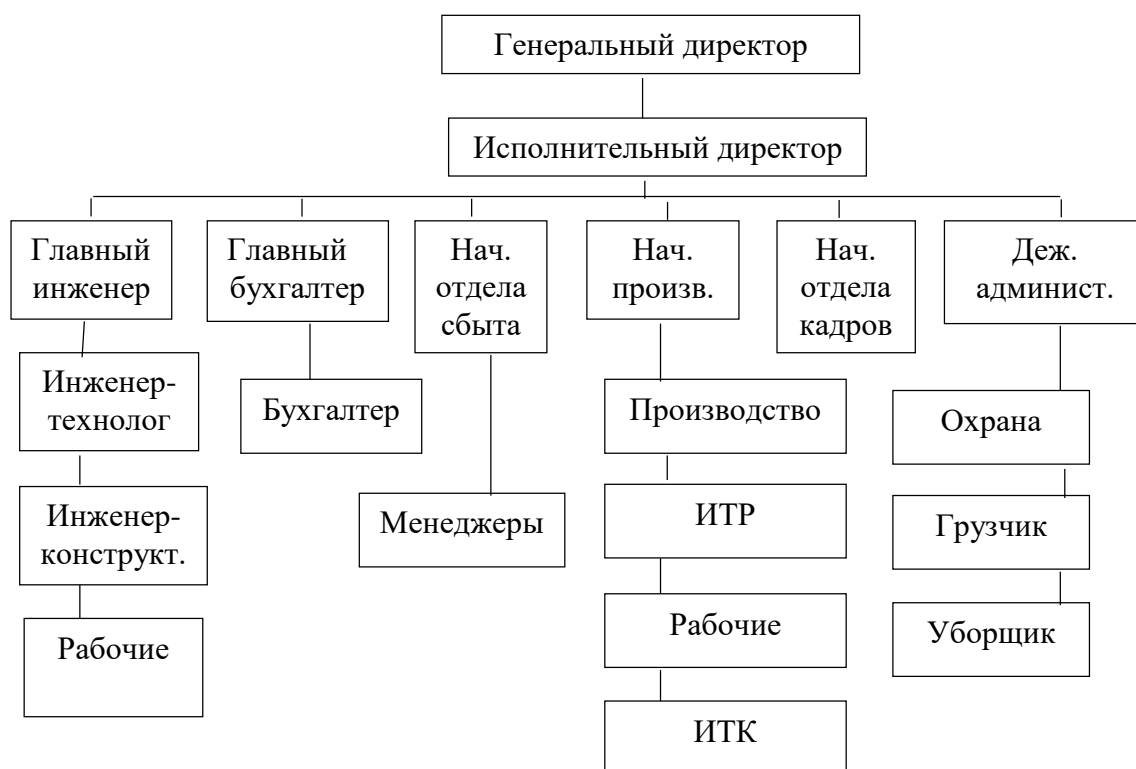 Генеральный директор
Исполнительный директор
Главный
инженер
Главный
бухгалтер
Нач.
отдела
сбыта
Нач.
произв.
Нач.
отдела
кадров
Деж.
админист.
Инженер-
технолог
Бухгалтер
Производство
Охрана
Инженер-
конструкт.
Менеджеры
ИТР
Грузчик
Рабочие
Рабочие
Уборщик
ИТК